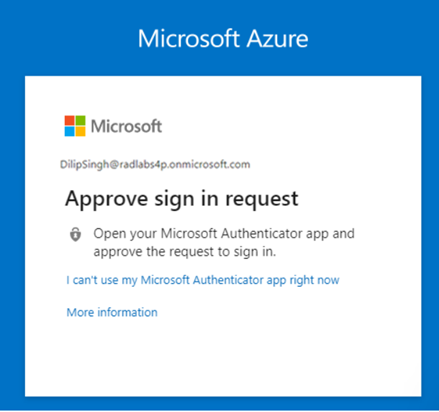 Microsoft Azure
Microsoft
DilipSingh@radlabs4p.onmicrosoft.com
Approve sign in request
Open your Microsoft Authenticator app and
approve the request to sign in.
I can't use my Microsoft Authenticator app right now
More information